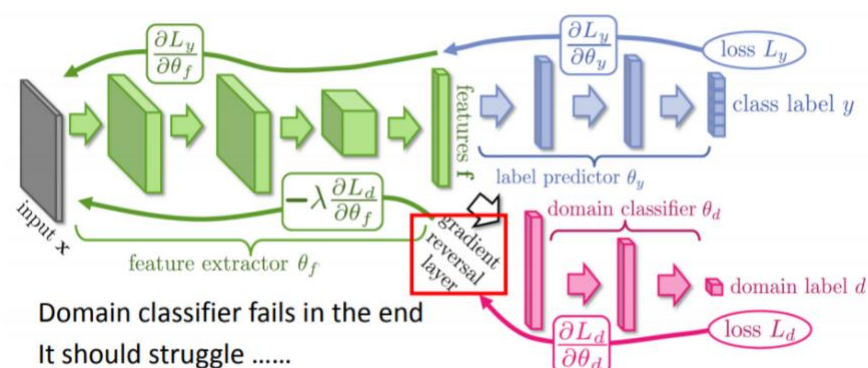 ∂L_y/∂θ_f
∂L_y/∂θ_y
loss L_y
features f
class label y
label predictor θ_y
input x
−λ ∂L_d/∂θ_f
feature extractor θ_f
gradient
reversal
layer
domain classifier θ_d
domain label d
loss L_d
∂L_d/∂θ_d
Domain classifier fails in the end
It should struggle ......